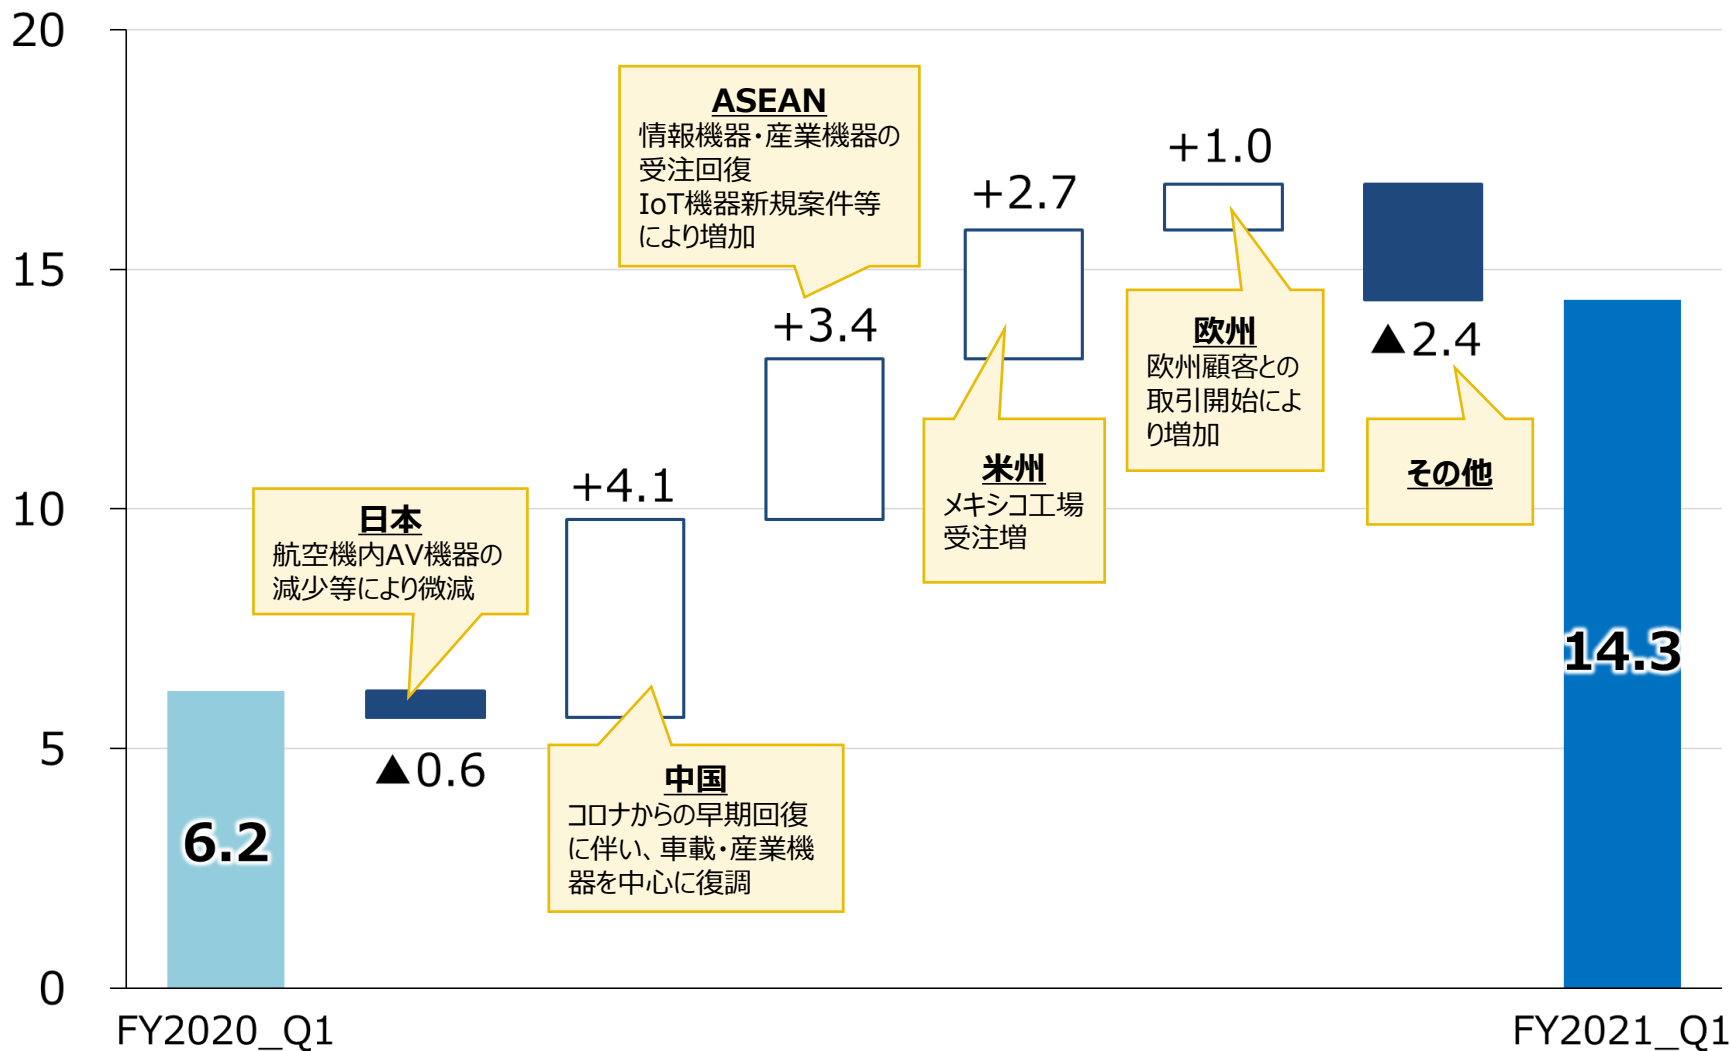 20
15
10
5
0
6.2
FY2020_Q1
日本
航空機内AV機器の
減少等により微減
▲0.6
+4.1
中国
コロナからの早期回復
に伴い、車載・産業機
器を中心に復調
ASEAN
情報機器・産業機器の
受注回復
IoT機器新規案件等
により増加
+3.4
+2.7
米州
メキシコ工場
受注増
+1.0
欧州
欧州顧客との
取引開始によ
り増加
▲2.4
その他
14.3
FY2021_Q1